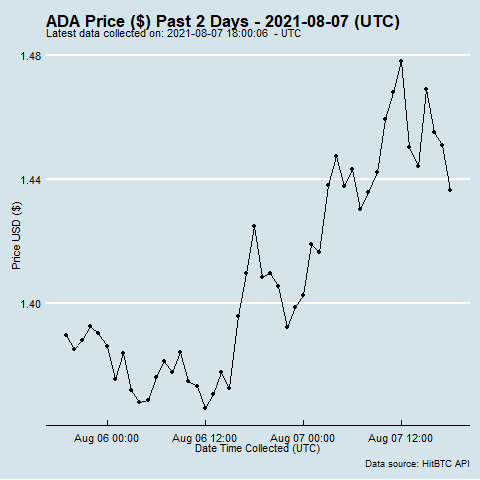 ADA Price ($) Past 2 Days - 2021-08-07 (UTC)
Latest data collected on: 2021-08-07 18:00:06  - UTC
1.48
1.44
1.40
Price USD ($)
Aug 06 00:00 Aug 06 12:00 Aug 07 00:00 Aug 07 12:00
Date Time Collected (UTC)
Data source: HitBTC API